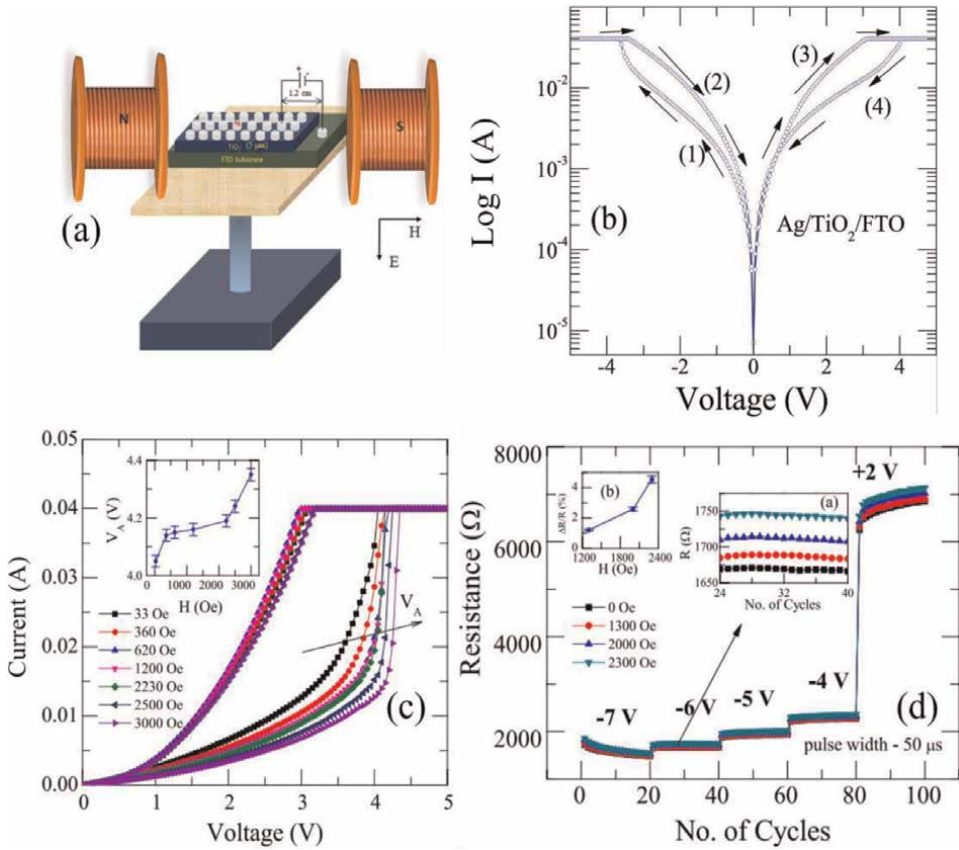 N
S
1.2 cm
TiO2 (7 µm)
FTO Substrate
(a)
H
E
Log I (A)
10-2
10-3
10-4
10-5
(1)
(2)
(3)
(4)
(b)
Ag/TiO2/FTO
-4 -2 0 2 4
Voltage (V)
Current (A)
0.05
0.04
0.03
0.02
0.01
0.00
VA (V)
4.4
4.2
4.0
0 1000 2000 3000
H (Oe)
VA
33 Oe
360 Oe
620 Oe
1200 Oe
2230 Oe
2500 Oe
3000 Oe
(c)
0 1 2 3 4 5
Voltage (V)
Resistance (Ω)
8000
6000
4000
2000
ΔR/R (%)
4
2
0
(b)
1200 1800 2400
H (Oe)
R (Ω)
1750
1700
1650
(a)
24 28 32 36 40
No. of Cycles
0 Oe
1300 Oe
2000 Oe
2300 Oe
+2 V
-7 V
-6 V
-5 V
-4 V
(d)
pulse width - 50 µs
0 20 40 60 80 100
No. of Cycles